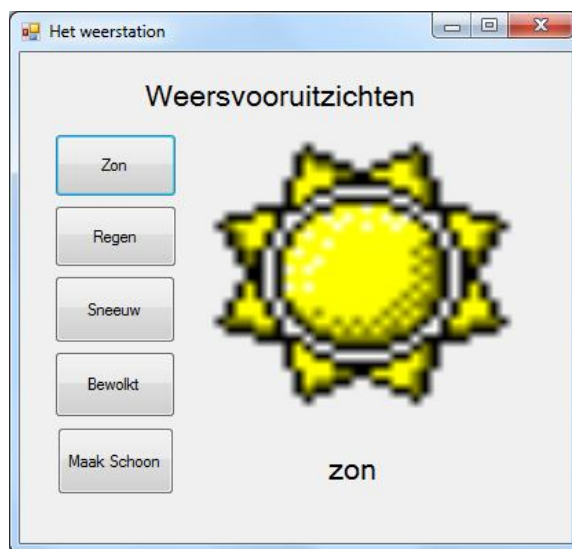 Het weerstation
Weersvooruitzichten
Zon
Regen
Sneeuw
Bewolkt
Maak Schoon
zon